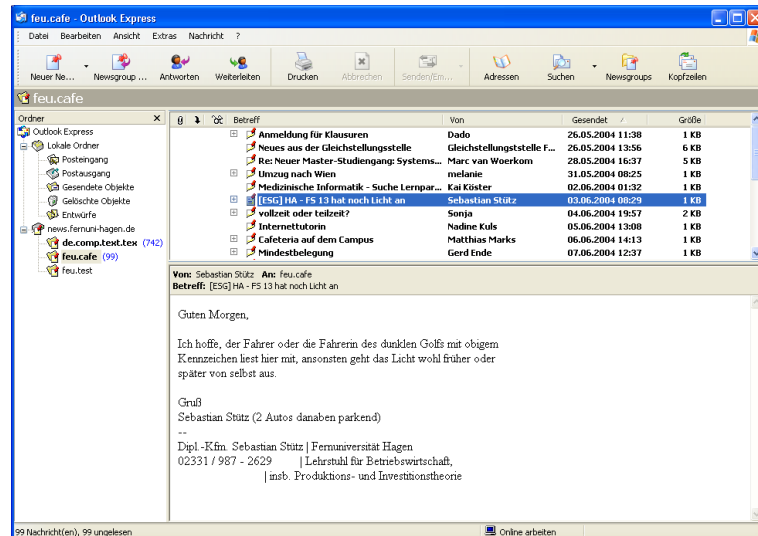 feu.cafe - Outlook Express
Datei Bearbeiten Ansicht Extras Nachricht ?
Neuer Ne... Newsgroup ... Antworten Weiterleiten Drucken Abbrechen Senden/Em... Adressen Suchen Newsgroups Kopfzeilen
feu.cafe
Ordner
Outlook Express
Lokale Ordner
Posteingang
Postausgang
Gesendete Objekte
Gelöschte Objekte
Entwürfe
news.fernuni-hagen.de
de.comp.text.tex (742)
feu.cafe (99)
feu.test
Betreff Von Gesendet Größe
Anmeldung für Klausuren Dado 26.05.2004 11:38 1 KB
Neues aus der Gleichstellungsstelle Gleichstellungststelle F... 26.05.2004 13:56 6 KB
Re: Neuer Master-Studiengang: Systems... Marc van Woerkom 28.05.2004 16:37 5 KB
Umzug nach Wien melanie 31.05.2004 08:25 1 KB
Medizinische Informatik - Suche Lernpar... Kai Köster 02.06.2004 01:32 1 KB
[ESG] HA - FS 13 hat noch Licht an Sebastian Stütz 03.06.2004 08:29 1 KB
vollzeit oder teilzeit? Sonja 04.06.2004 19:57 2 KB
Internettutorin Nadine Kuls 05.06.2004 13:08 1 KB
Cafeteria auf dem Campus Matthias Marks 06.06.2004 14:13 1 KB
Mindestbelegung Gerd Ende 07.06.2004 12:37 1 KB
Von: Sebastian Stütz An: feu.cafe
Betreff: [ESG] HA - FS 13 hat noch Licht an
Guten Morgen,
Ich hoffe, der Fahrer oder die Fahrerin des dunklen Golfs mit obigem
Kennzeichen liest hier mit, ansonsten geht das Licht wohl früher oder
später von selbst aus.
Gruß
Sebastian Stütz (2 Autos danaben parkend)
--
Dipl.-Kfm. Sebastian Stütz | Fernuniversität Hagen
02331 / 987 - 2629 | Lehrstuhl für Betriebswirtschaft,
| insb. Produktions- und Investitionstheorie
99 Nachricht(en), 99 ungelesen Online arbeiten